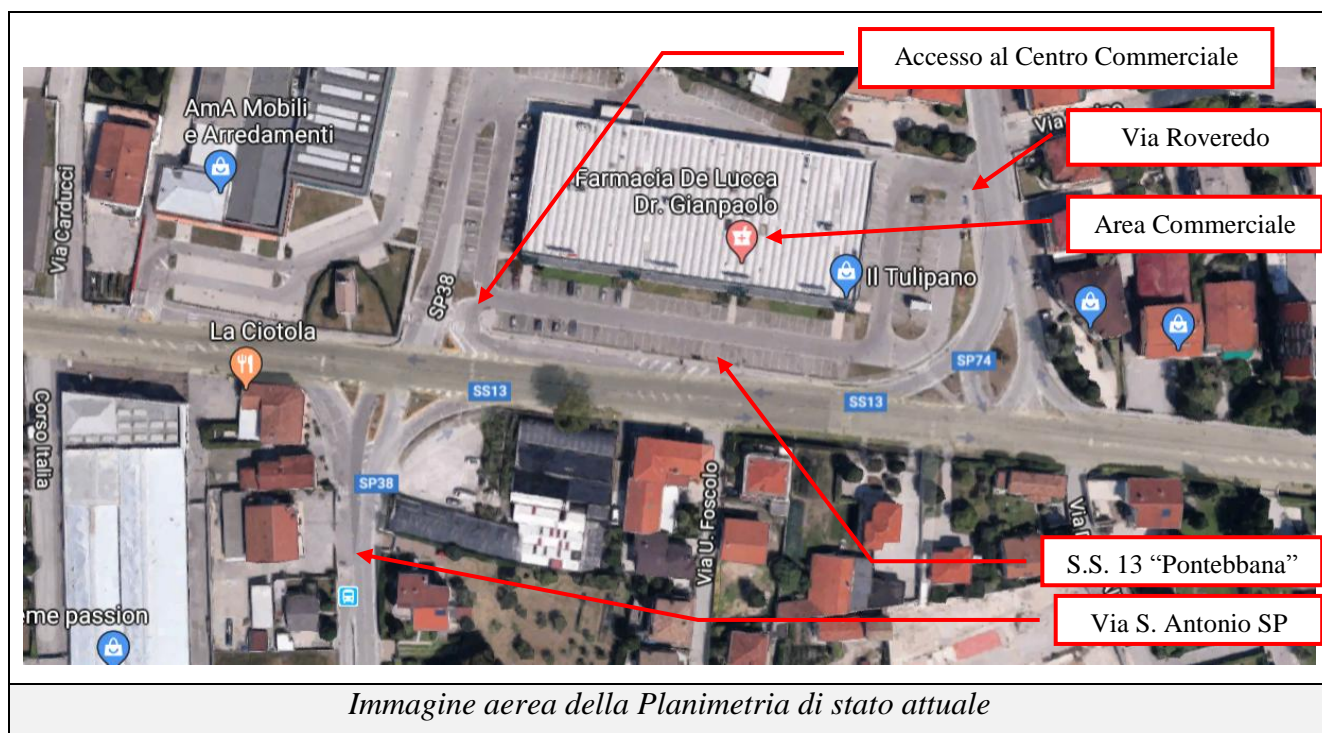 Accesso al Centro Commerciale
AmA Mobili
e Arredamenti
Via Roveredo
Farmacia De Lucca
Dr. Gianpaolo
Area Commerciale
Via Carducci
SP38
Il Tulipano
La Ciotola
SP74
SS13
SS13
Corso Italia
SP38
Via U. Foscolo
S.S. 13 “Pontebbana”
eme passion
Via S. Antonio SP
Immagine aerea della Planimetria di stato attuale